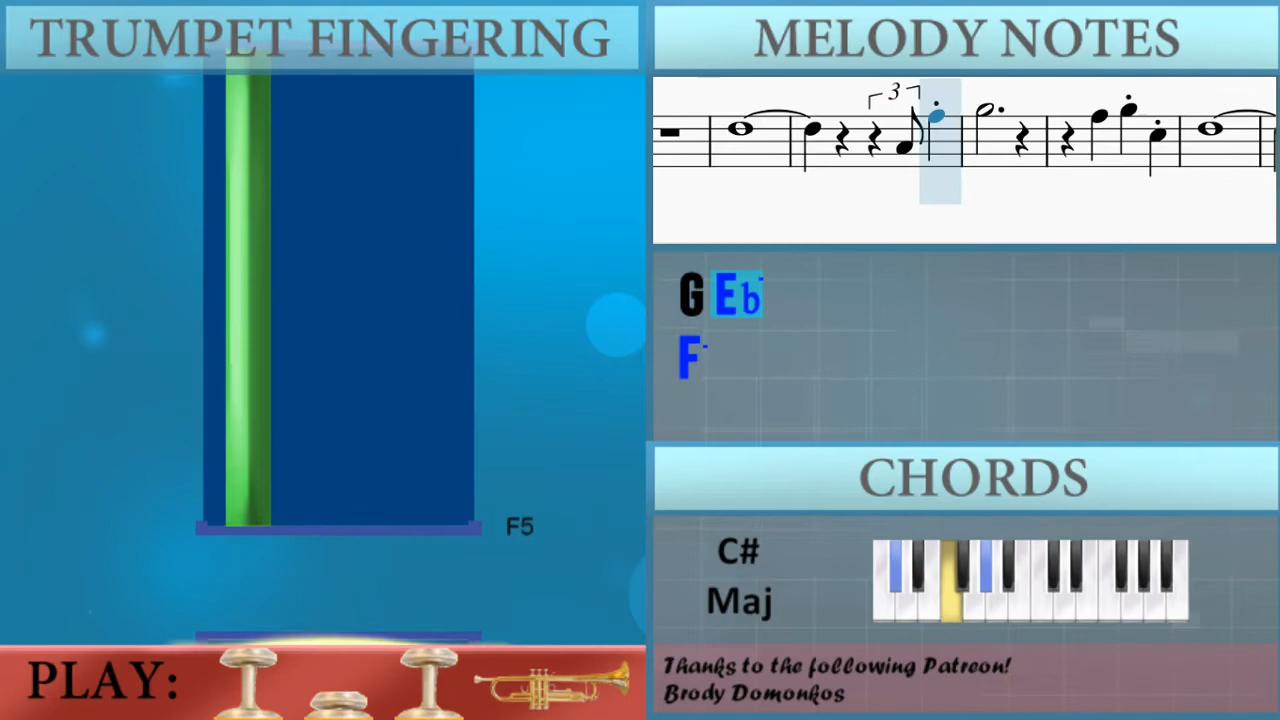 TRUMPET FINGERING
MELODY NOTES
3
G Eb
F
F5
CHORDS
C#
Maj
PLAY:
Thanks to the following Patreon!
Brody Domonkos